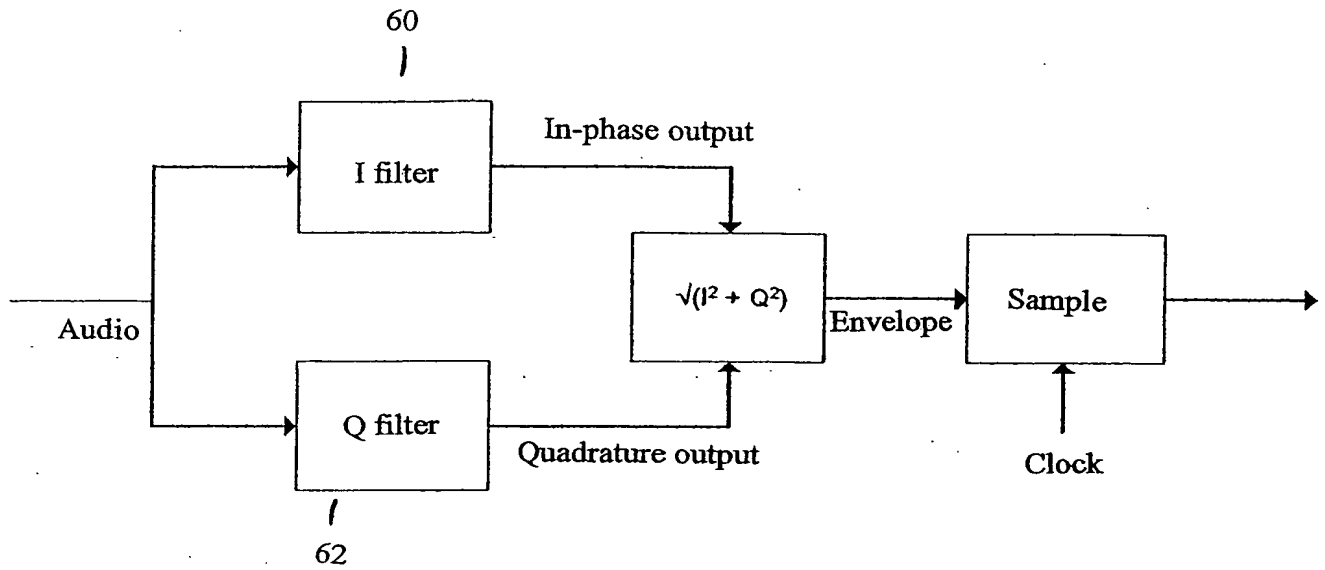 60
I filter
In-phase output
√(I² + Q²)
Audio
Envelope
Sample
Q filter
Quadrature output
Clock
62